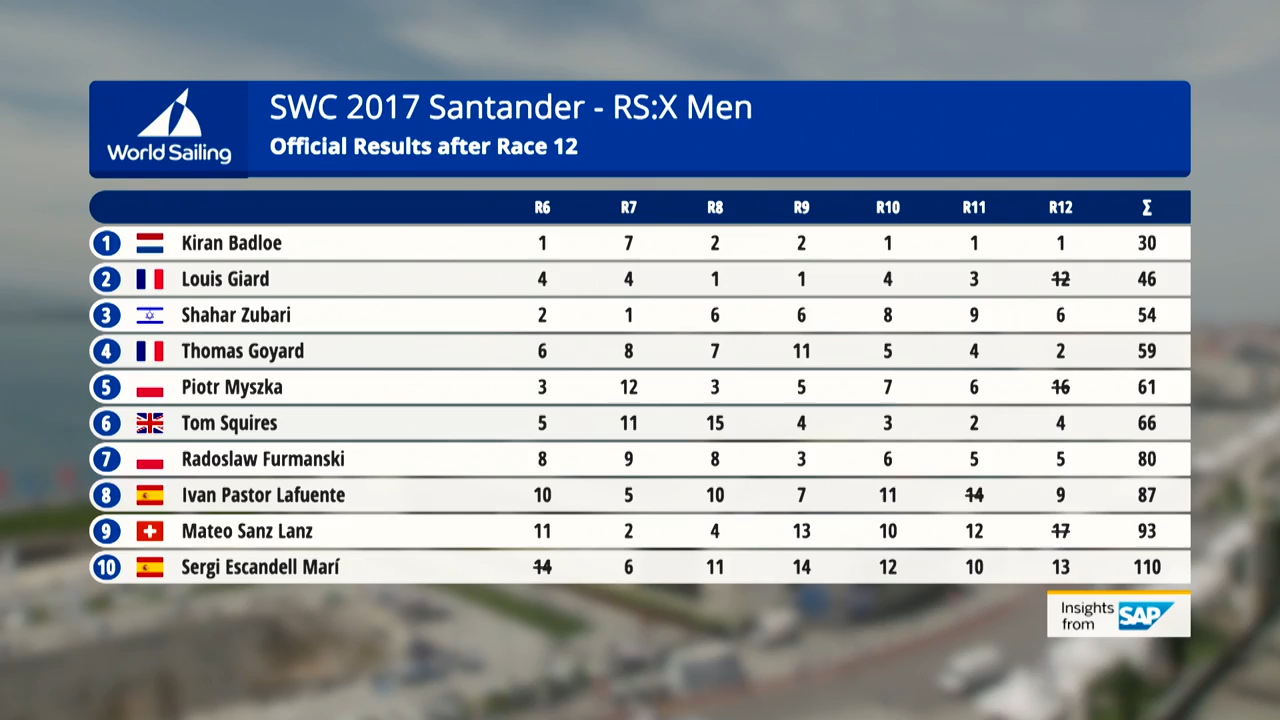 SWC 2017 Santander - RS:X Men
World Sailing
Official Results after Race 12
R6 R7 R8 R9 R10 R11 R12 Σ
1 Kiran Badloe 1 7 2 2 1 1 1 30
2 Louis Giard 4 4 1 1 4 3 12 46
3 Shahar Zubari 2 1 6 6 8 9 6 54
4 Thomas Goyard 6 8 7 11 5 4 2 59
5 Piotr Myszka 3 12 3 5 7 6 16 61
6 Tom Squires 5 11 15 4 3 2 4 66
7 Radoslaw Furmanski 8 9 8 3 6 5 5 80
8 Ivan Pastor Lafuente 10 5 10 7 11 14 9 87
9 Mateo Sanz Lanz 11 2 4 13 10 12 17 93
10 Sergi Escandell Marí 14 6 11 14 12 10 13 110
Insights
from SAP